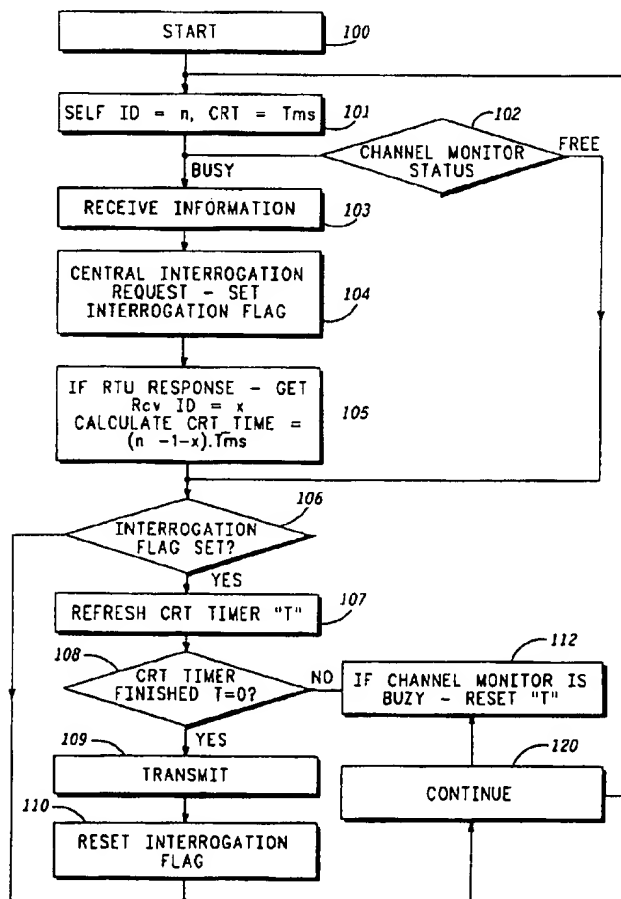 START
100
SELF ID = n, CRT = Tms
101
102
CHANNEL MONITOR
STATUS
FREE
BUSY
RECEIVE INFORMATION
103
CENTRAL INTERROGATION
REQUEST - SET
INTERROGATION FLAG
104
IF RTU RESPONSE - GET
Rcv ID = x
CALCULATE CRT TIME =
(n -1-x).Tms
105
106
INTERROGATION
FLAG SET?
YES
REFRESH CRT TIMER "T"
107
108
CRT TIMER
FINISHED T=0?
NO
YES
112
IF CHANNEL MONITOR IS
BUZY - RESET "T"
109
TRANSMIT
120
CONTINUE
110
RESET INTERROGATION
FLAG